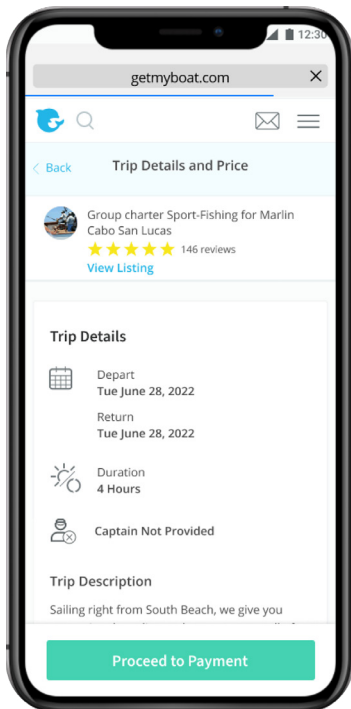 12:30
getmyboat.com
Back
Trip Details and Price
Group charter Sport-Fishing for Marlin
Cabo San Lucas
146 reviews
View Listing
Trip Details
Depart
Tue June 28, 2022
Return
Tue June 28, 2022
Duration
4 Hours
Captain Not Provided
Trip Description
Sailing right from South Beach, we give you
Proceed to Payment